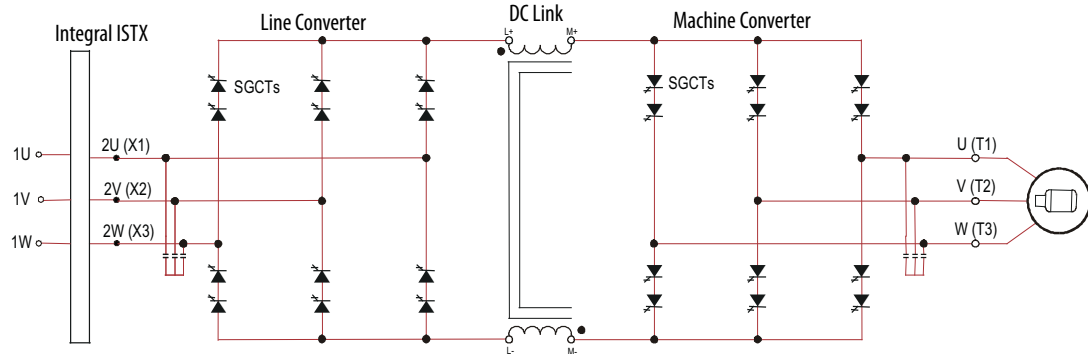 Integral ISTX
Line Converter
DC Link
Machine Converter
L+
M+
SGCTs
SGCTs
1U
2U (X1)
U (T1)
1V
2V (X2)
V (T2)
1W
2W (X3)
W (T3)
L-
M-